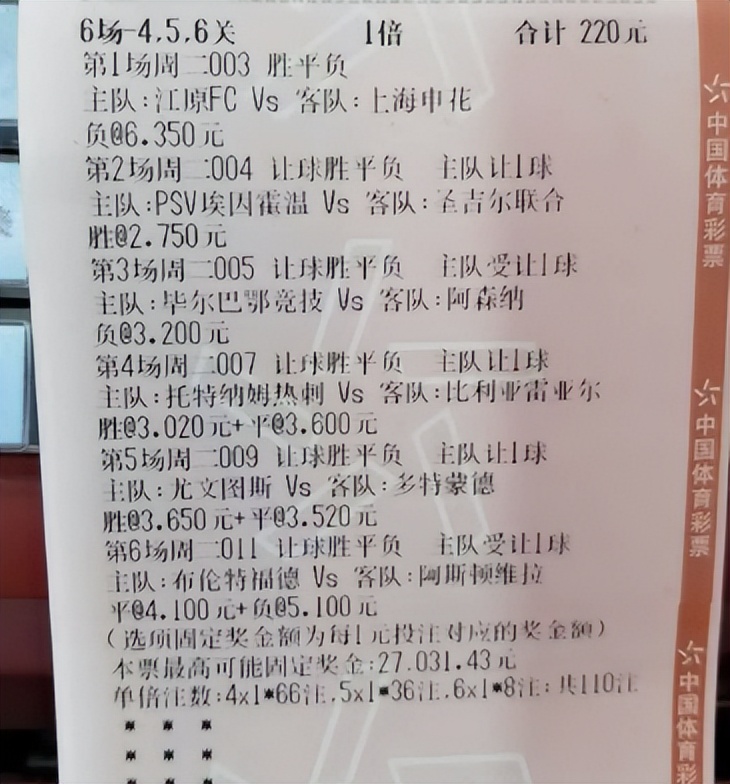 6场-4,5,6关 1倍 合计 220元
第1场周二003 胜平负
主队:江原FC Vs 客队:上海申花
负@6.350元
第2场周二004 让球胜平负 主队让1球
主队:PSV埃因霍温 Vs 客队:圣吉尔联合
胜@2.750元
第3场周二005 让球胜平负 主队受让1球
主队:毕尔巴鄂竞技 Vs 客队:阿森纳
负@3.200元
第4场周二007 让球胜平负 主队让1球
主队:托特纳姆热刺 Vs 客队:比利亚雷亚尔
胜@3.020元+平@3.600元
第5场周二009 让球胜平负 主队让1球
主队:尤文图斯 Vs 客队:多特蒙德
胜@3.650元+平@3.520元
第6场周二011 让球胜平负 主队受让1球
主队:布伦特福德 Vs 客队:阿斯顿维拉
平@4.100元+负@5.100元
(选项固定奖金额为每1元投注对应的奖金额)
本票最高可能固定奖金:27,031.43元
单倍注数:4x1*66注,5x1*36注,6x1*8注;共110注
* * *
* * *
* * *
中国体育彩票
中国体育彩票
中国体育彩